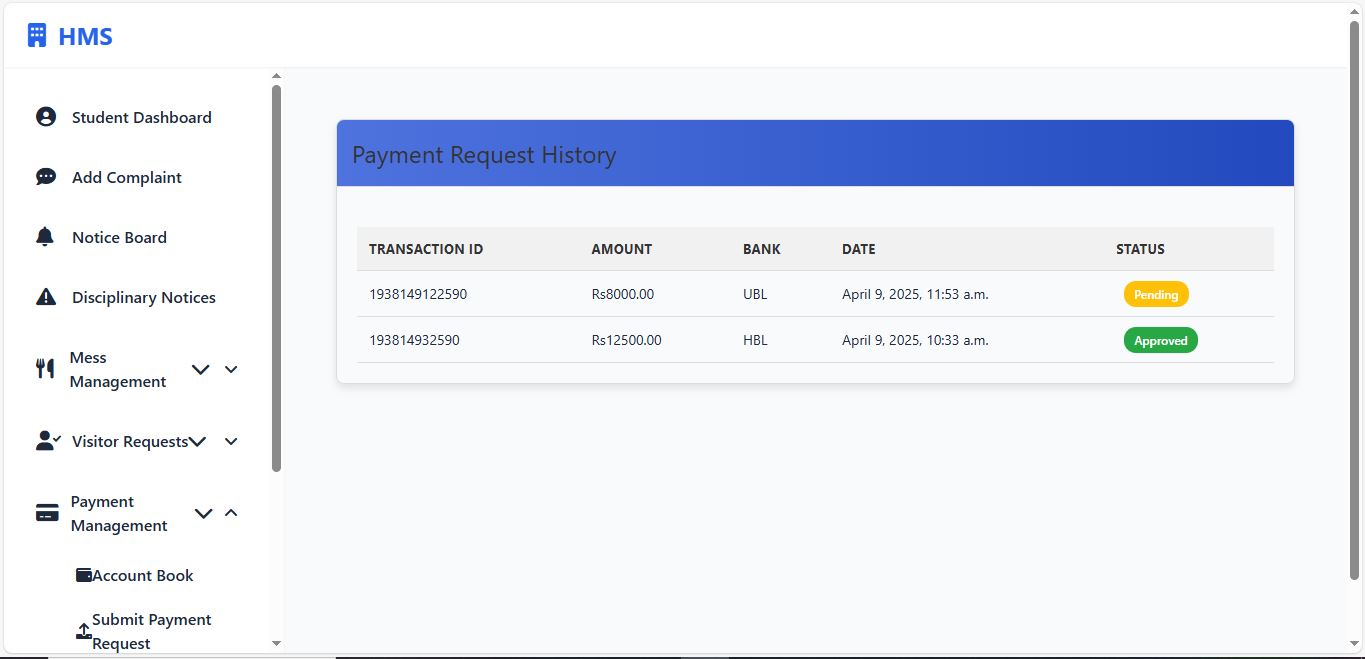 HMS
Student Dashboard
Add Complaint
Notice Board
Disciplinary Notices
Mess
Management
Visitor Requests
Payment
Management
Account Book
Submit Payment
Request
Payment Request History
TRANSACTION ID AMOUNT BANK DATE STATUS
1938149122590 Rs8000.00 UBL April 9, 2025, 11:53 a.m. Pending
193814932590 Rs12500.00 HBL April 9, 2025, 10:33 a.m. Approved